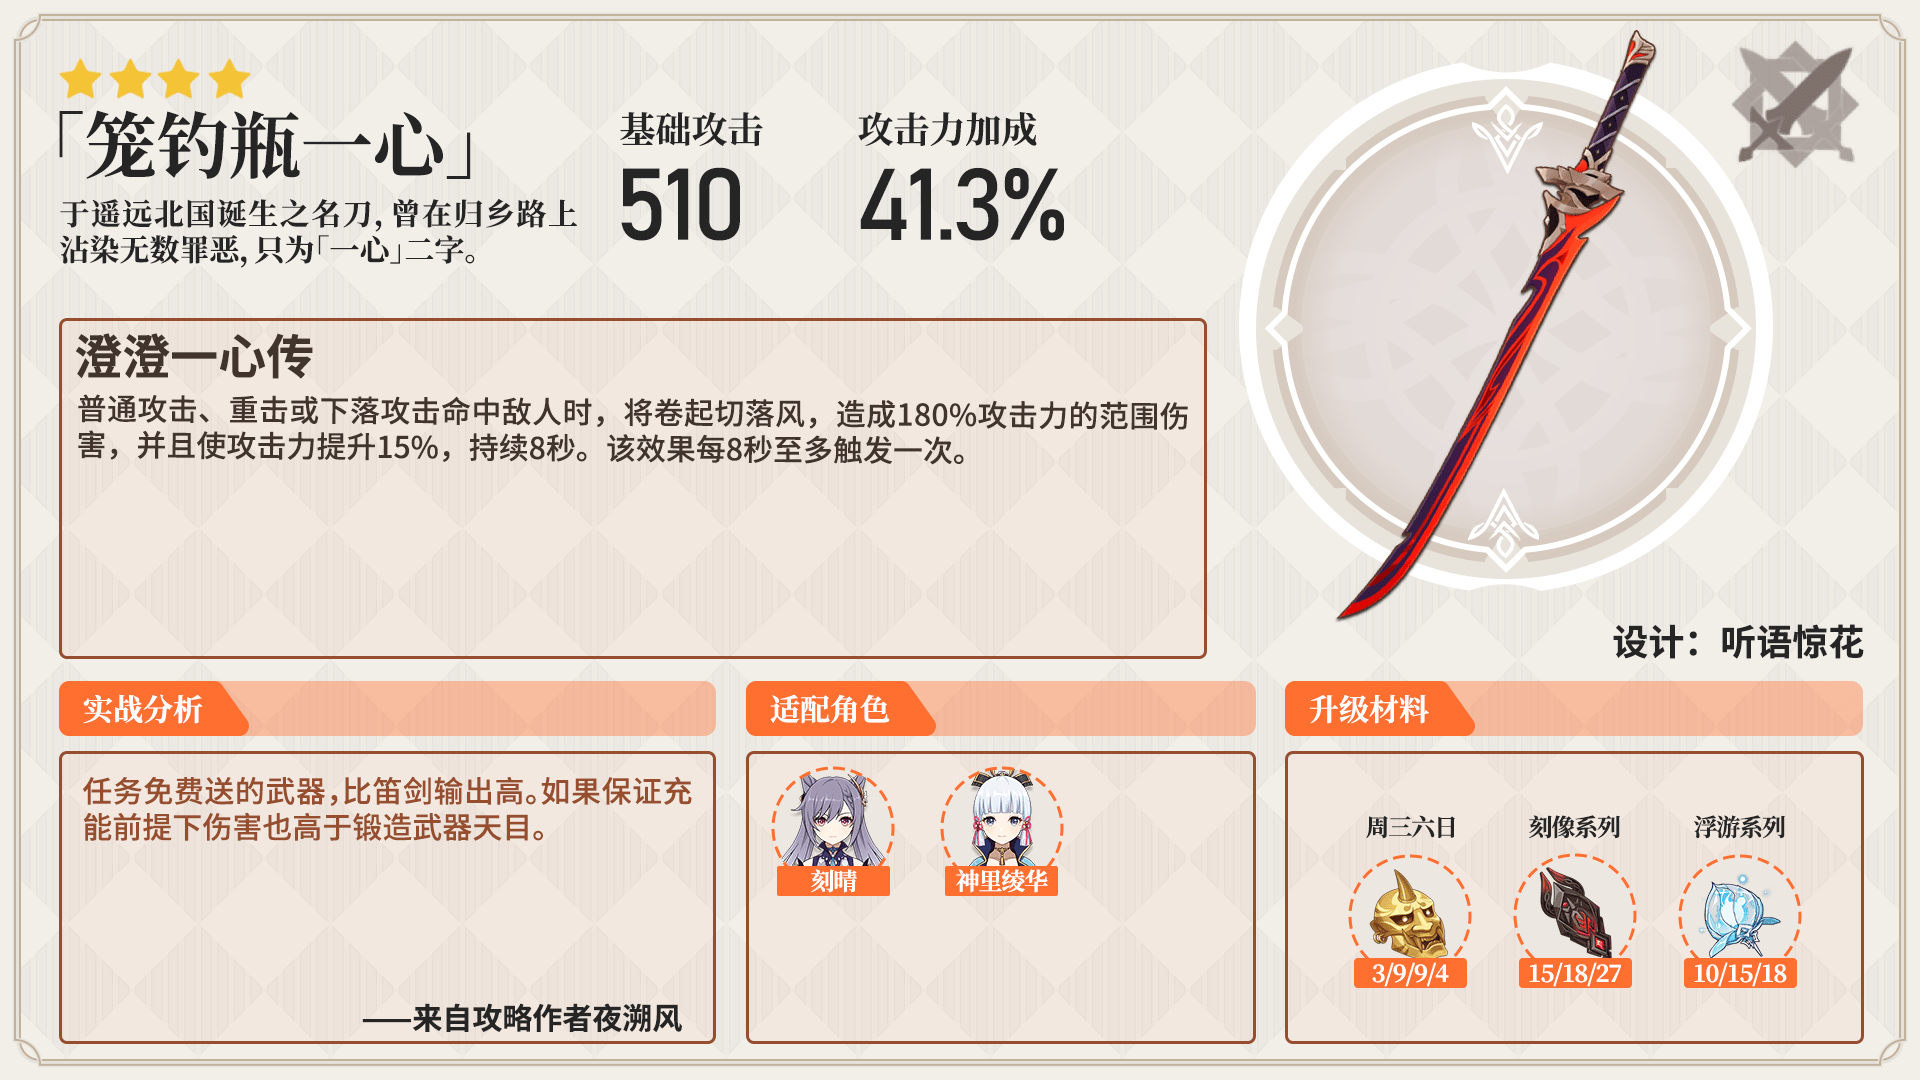 「笼钓瓶一心」
于遥远北国诞生之名刀,曾在归乡路上
沾染无数罪恶,只为「一心」二字。
基础攻击
510
攻击力加成
41.3%
澄澄一心传
普通攻击、重击或下落攻击命中敌人时，将卷起切落风，造成180%攻击力的范围伤
害，并且使攻击力提升15%，持续8秒。该效果每8秒至多触发一次。
设计：听语惊花
实战分析
任务免费送的武器,比笛剑输出高。如果保证充
能前提下伤害也高于锻造武器天目。
——来自攻略作者夜溯风
适配角色
刻晴
神里绫华
升级材料
周三六日
刻像系列
浮游系列
3/9/9/4
15/18/27
10/15/18